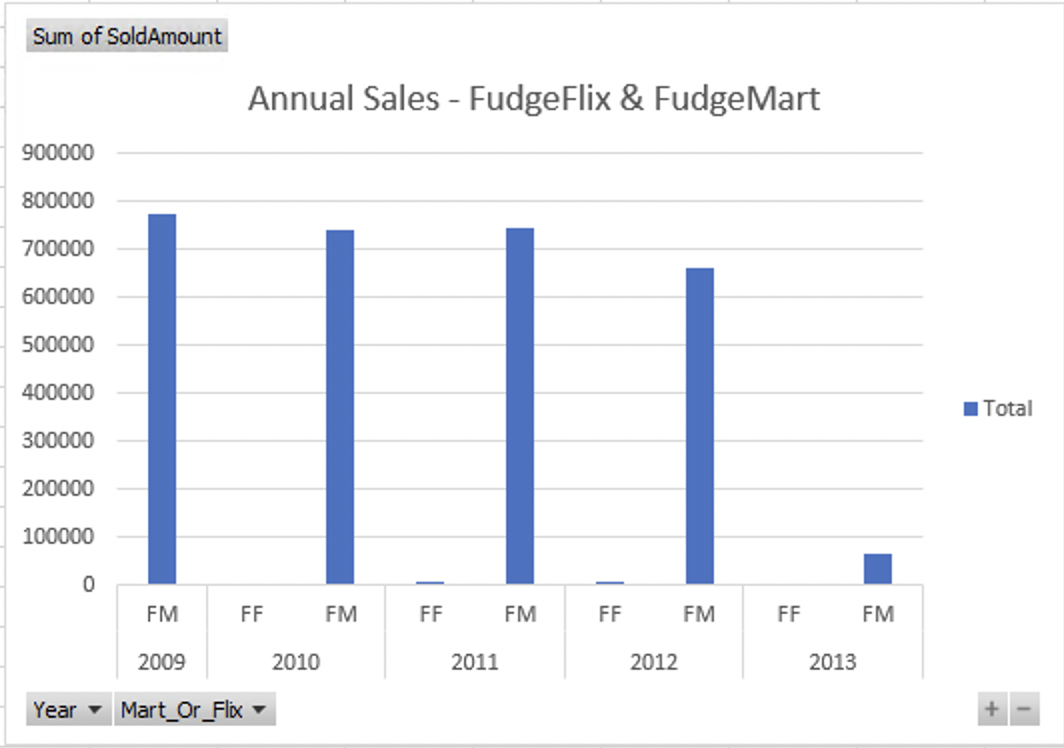 Sum of SoldAmount
Annual Sales - FudgeFlix & FudgeMart
900000
800000
700000
600000
500000
400000
300000
200000
100000
0
Total
FM FF FM FF FM FF FM FF FM
2009 2010 2011 2012 2013
Year Mart_Or_Flix + -